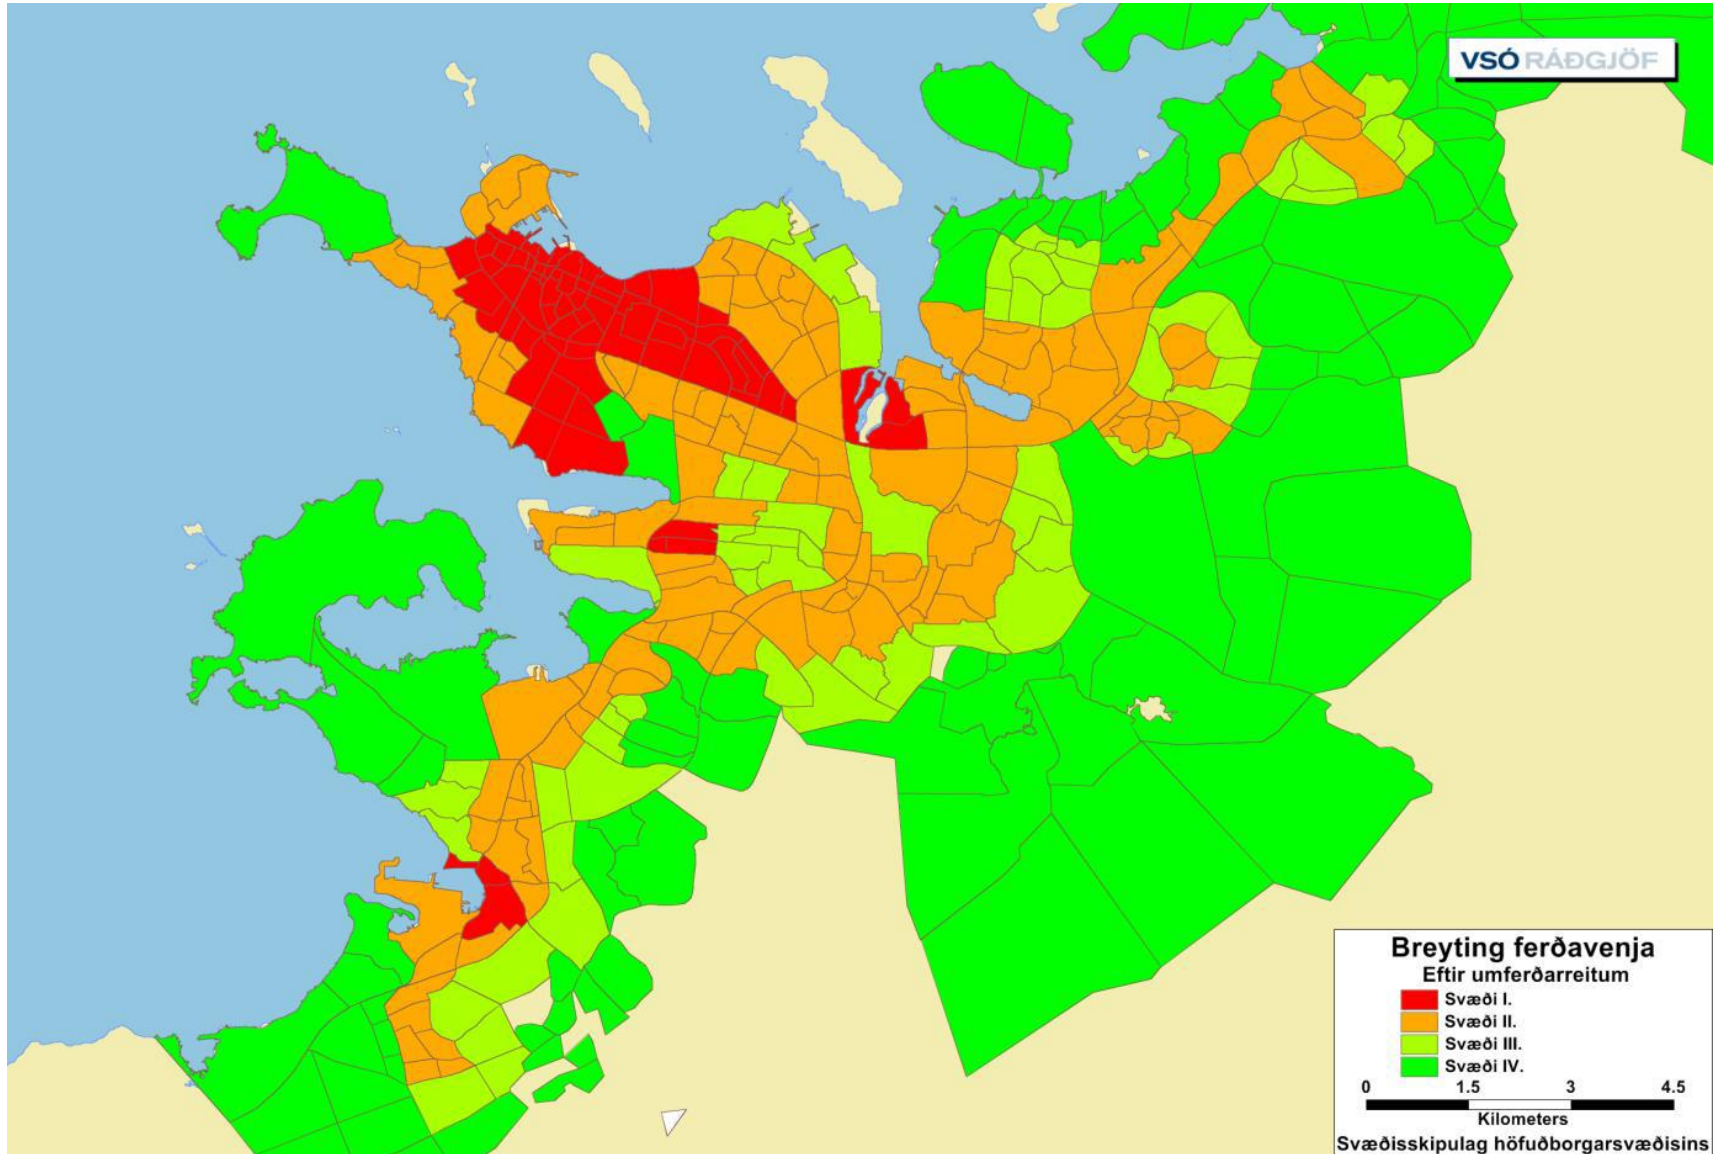 VSÓ RÁÐGJÖF
Breyting ferðavenja
Eftir umferðarreitum
Svæði I.
Svæði II.
Svæði III.
Svæði IV.
0 1.5 3 4.5
Kilometers
Svæðisskipulag höfuðborgarsvæðisins